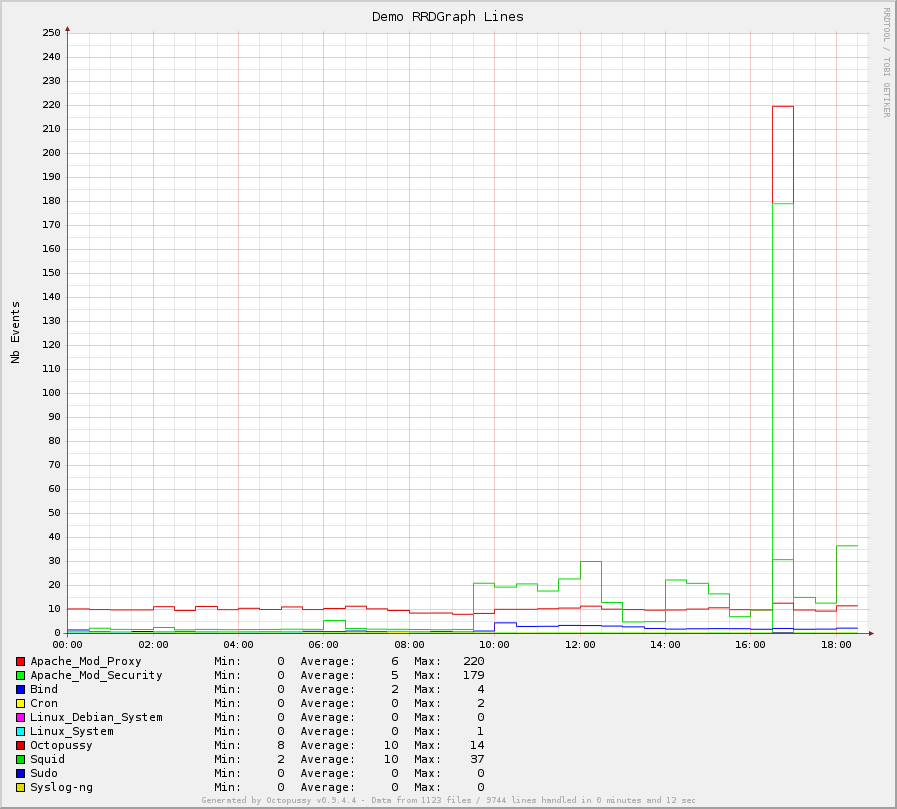 Demo RRDGraph Lines
RRDTOOL / TOBI OETIKER
Nb Events
250
240
230
220
210
200
190
180
170
160
150
140
130
120
110
100
90
80
70
60
50
40
30
20
10
0
00:00 02:00 04:00 06:00 08:00 10:00 12:00 14:00 16:00 18:00
Apache_Mod_Proxy Min: 0 Average: 6 Max: 220
Apache_Mod_Security Min: 0 Average: 5 Max: 179
Bind Min: 0 Average: 2 Max: 4
Cron Min: 0 Average: 0 Max: 2
Linux_Debian_System Min: 0 Average: 0 Max: 0
Linux_System Min: 0 Average: 0 Max: 1
Octopussy Min: 8 Average: 10 Max: 14
Squid Min: 2 Average: 10 Max: 37
Sudo Min: 0 Average: 0 Max: 0
Syslog-ng Min: 0 Average: 0 Max: 0
Generated by Octopussy v0.9.4.4 - Data from 1123 files / 9744 lines handled in 0 minutes and 12 sec